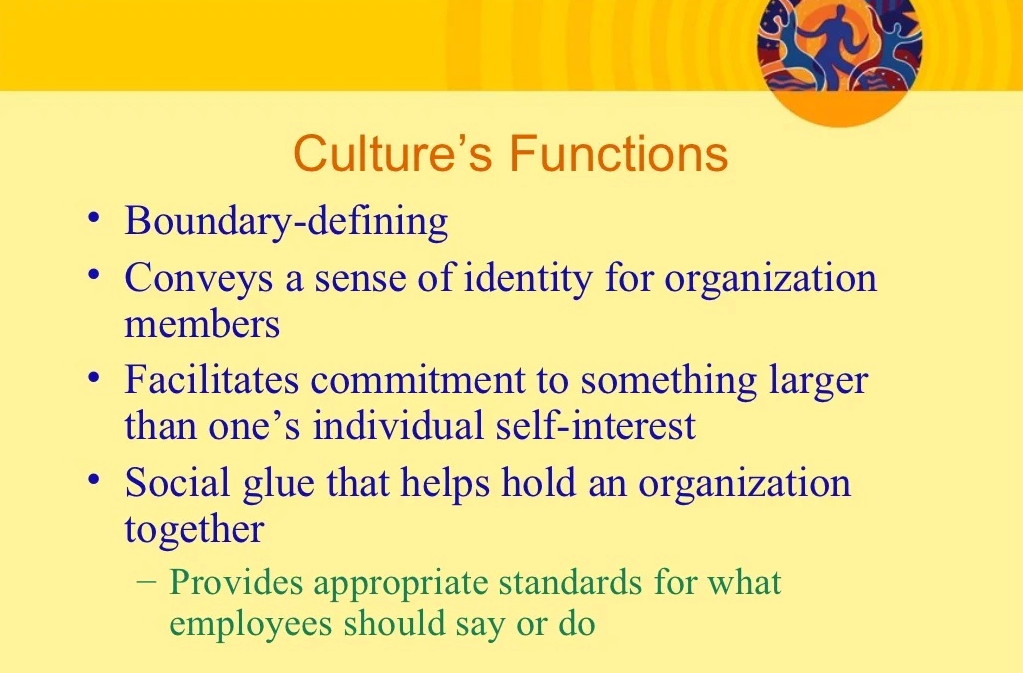 Culture’s Functions
• Boundary-defining
• Conveys a sense of identity for organization
members
• Facilitates commitment to something larger
than one’s individual self-interest
• Social glue that helps hold an organization
together
– Provides appropriate standards for what
employees should say or do